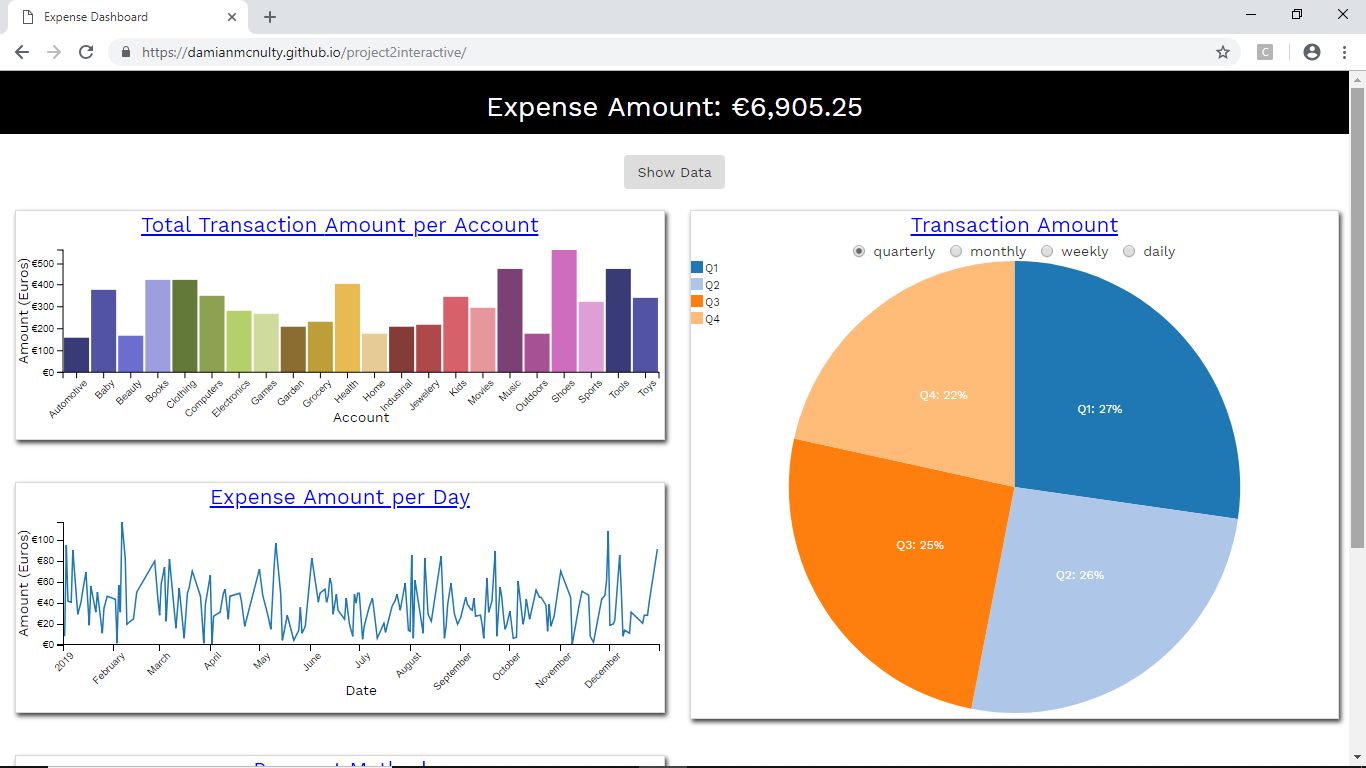 Expense Dashboard
https://damianmcnulty.github.io/project2interactive/
C
Expense Amount: €6,905.25
Show Data
Total Transaction Amount per Account
Amount (Euros)
€500
€400
€300
€200
€100
€0
Automotive
Baby
Beauty
Books
Clothing
Computers
Electronics
Games
Garden
Grocery
Health
Home
Industrial
Jewelery
Kids
Movies
Music
Outdoors
Shoes
Sports
Tools
Toys
Account
Transaction Amount
quarterly monthly weekly daily
Q1
Q2
Q3
Q4
Q4: 22%
Q1: 27%
Q3: 25%
Q2: 26%
Expense Amount per Day
Amount (Euros)
€100
€80
€60
€40
€20
€0
2019
February
March
April
May
June
July
August
September
October
November
December
Date